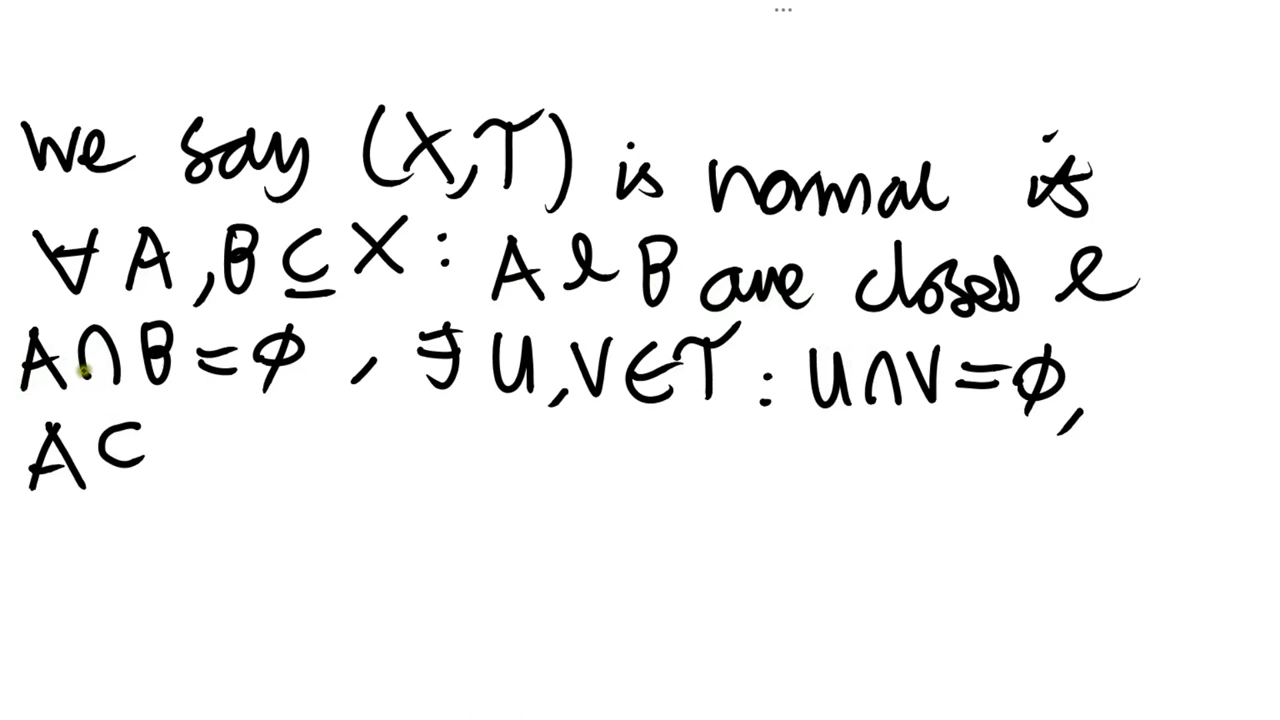 we say (X,T) is normal if
∀ A,B ⊆ X : A & B are closed &
A∩B = ϕ , ∃ U,V ∈ T : U∩V = ϕ,
A ⊂